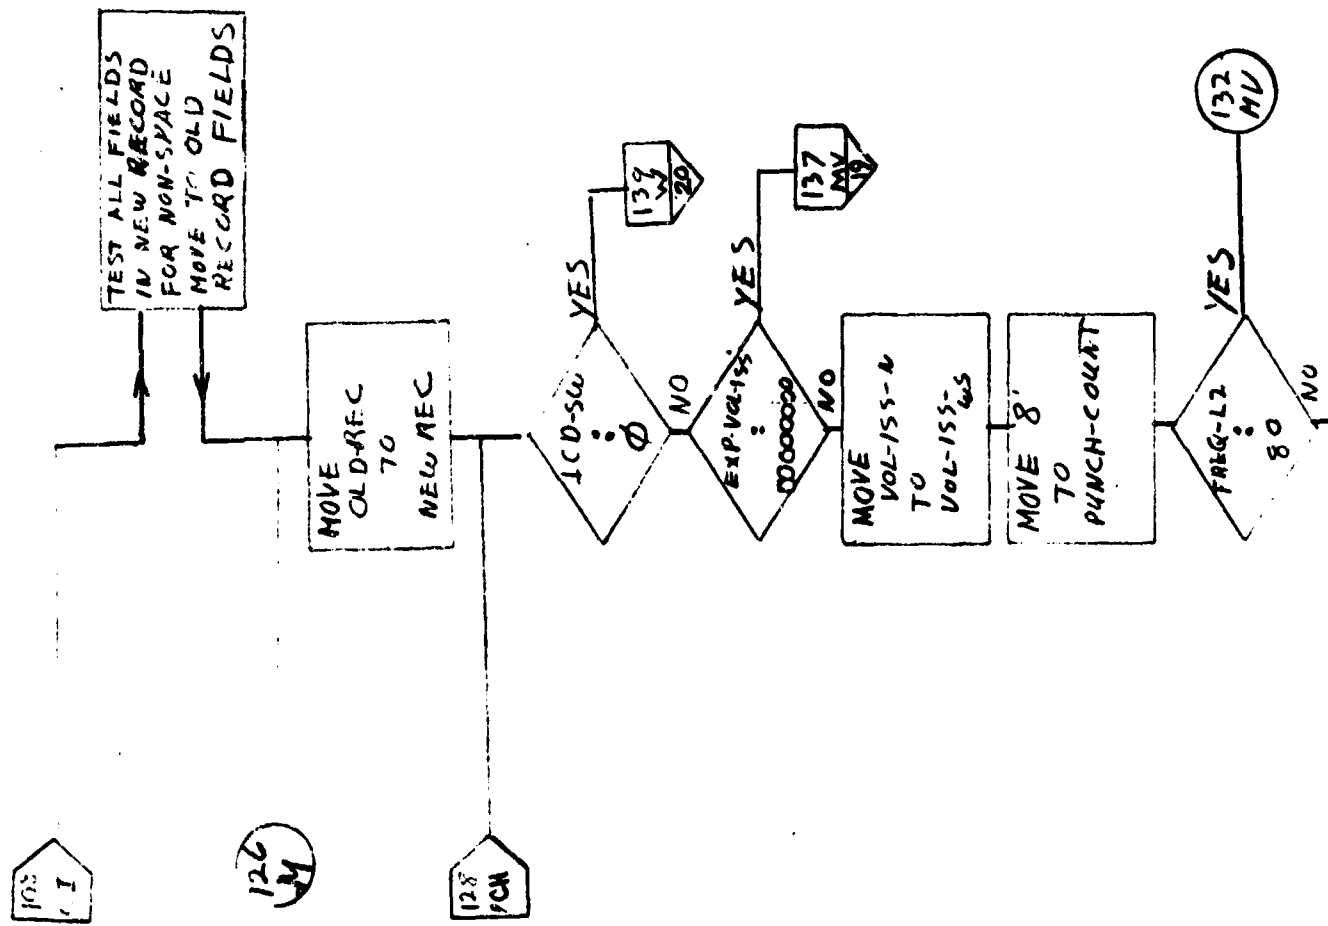 TEST ALL FIELDS
IN NEW RECORD
FOR NON-SPACE
MOVE TO OLD
RECORD FIELDS
126
M
MOVE
OLD-REC
TO
NEW REC
128
ICD-SW
:
Ø
YES
139
W
20
NO
EXP-VOL-ISS
:
YES
137
MV
19
NO
MOVE
VOL-ISS-N
TO
VOL-ISS-
WS
MOVE 8'
TO
PUNCH-COUNT
FREQ-L2
:
80
YES
132
MV
NO